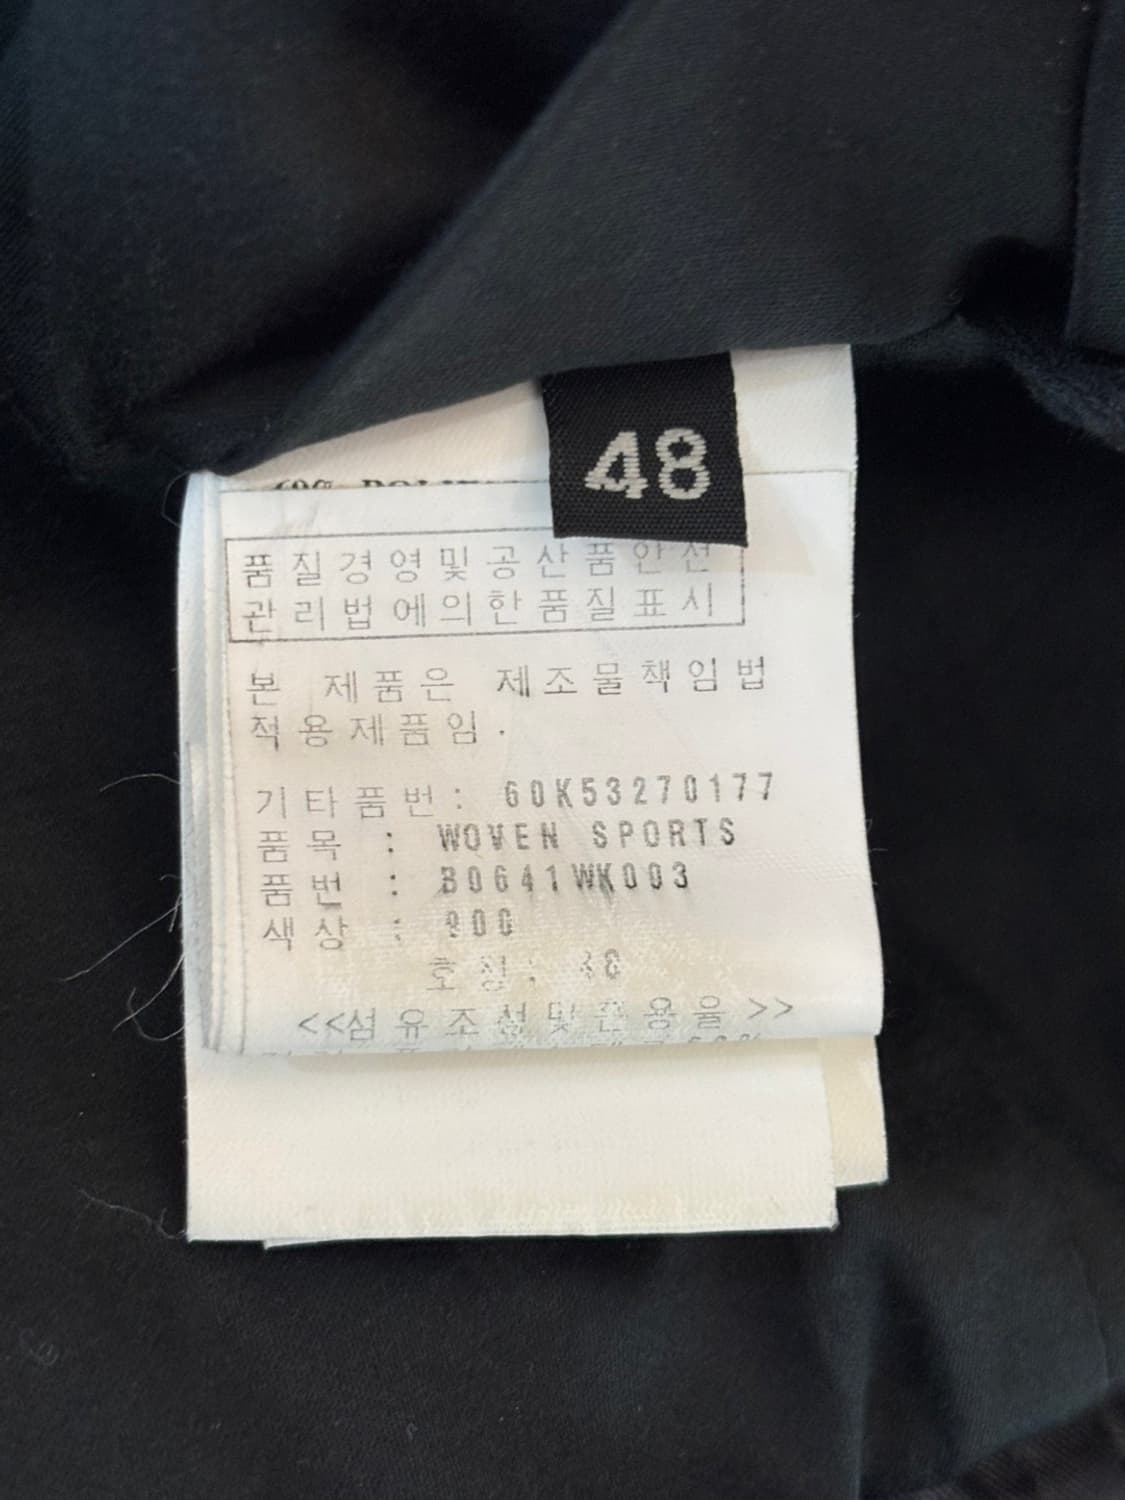 48
품질경영및공산품안전
관리법에의한품질표시
본 제품은 제조물책임법
적용제품임.
기타품번: 60K53270177
품목 : WOVEN SPORTS
품번 : B0641WK003
색상 : 900
호칭: 48
<<섬유조성및혼용율>>